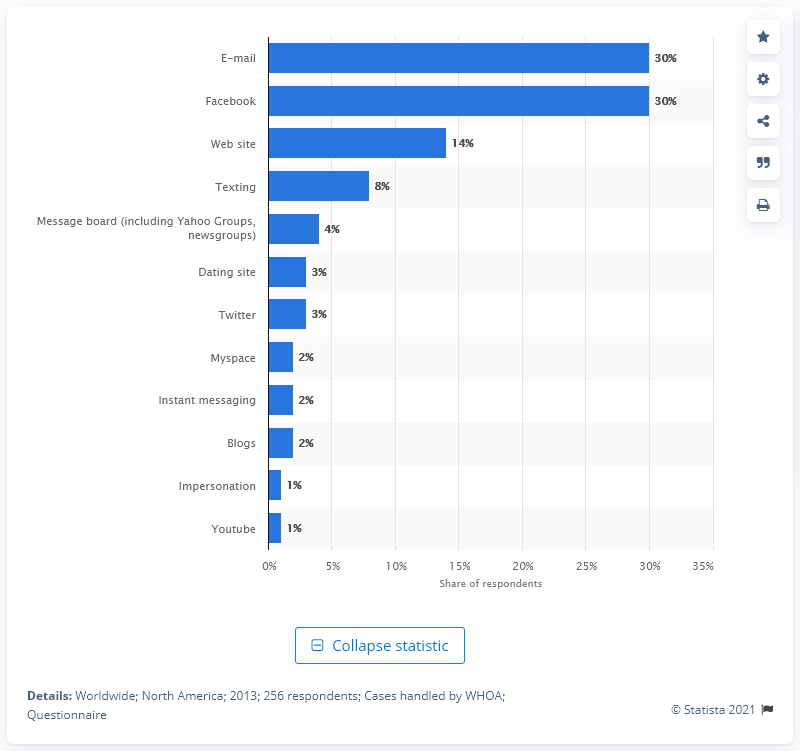 E-mail 30%
Facebook 30%
Web site 14%
Texting 8%
Message board (including Yahoo Groups,
newsgroups) 4%
Dating site 3%
Twitter 3%
Myspace 2%
Instant messaging 2%
Blogs 2%
Impersonation 1%
Youtube 1%
0% 5% 10% 15% 20% 25% 30% 35%
Share of respondents
Collapse statistic
Details: Worldwide; North America; 2013; 256 respondents; Cases handled by WHOA;
Questionnaire
© Statista 2021